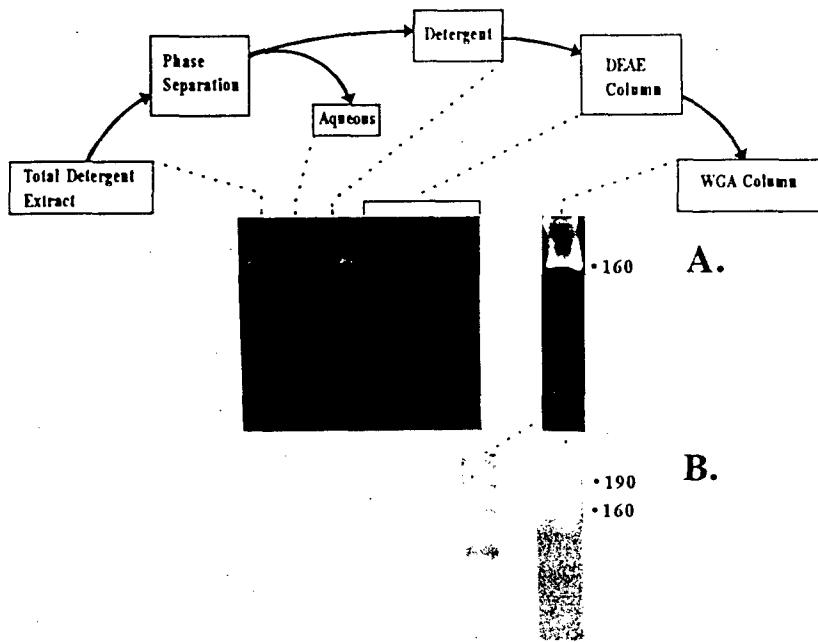 Detergent
Phase
Separation
DEAE
Column
Aqueous
Total Detergent
Extract
WGA Column
·160
A.
·190
·160
B.